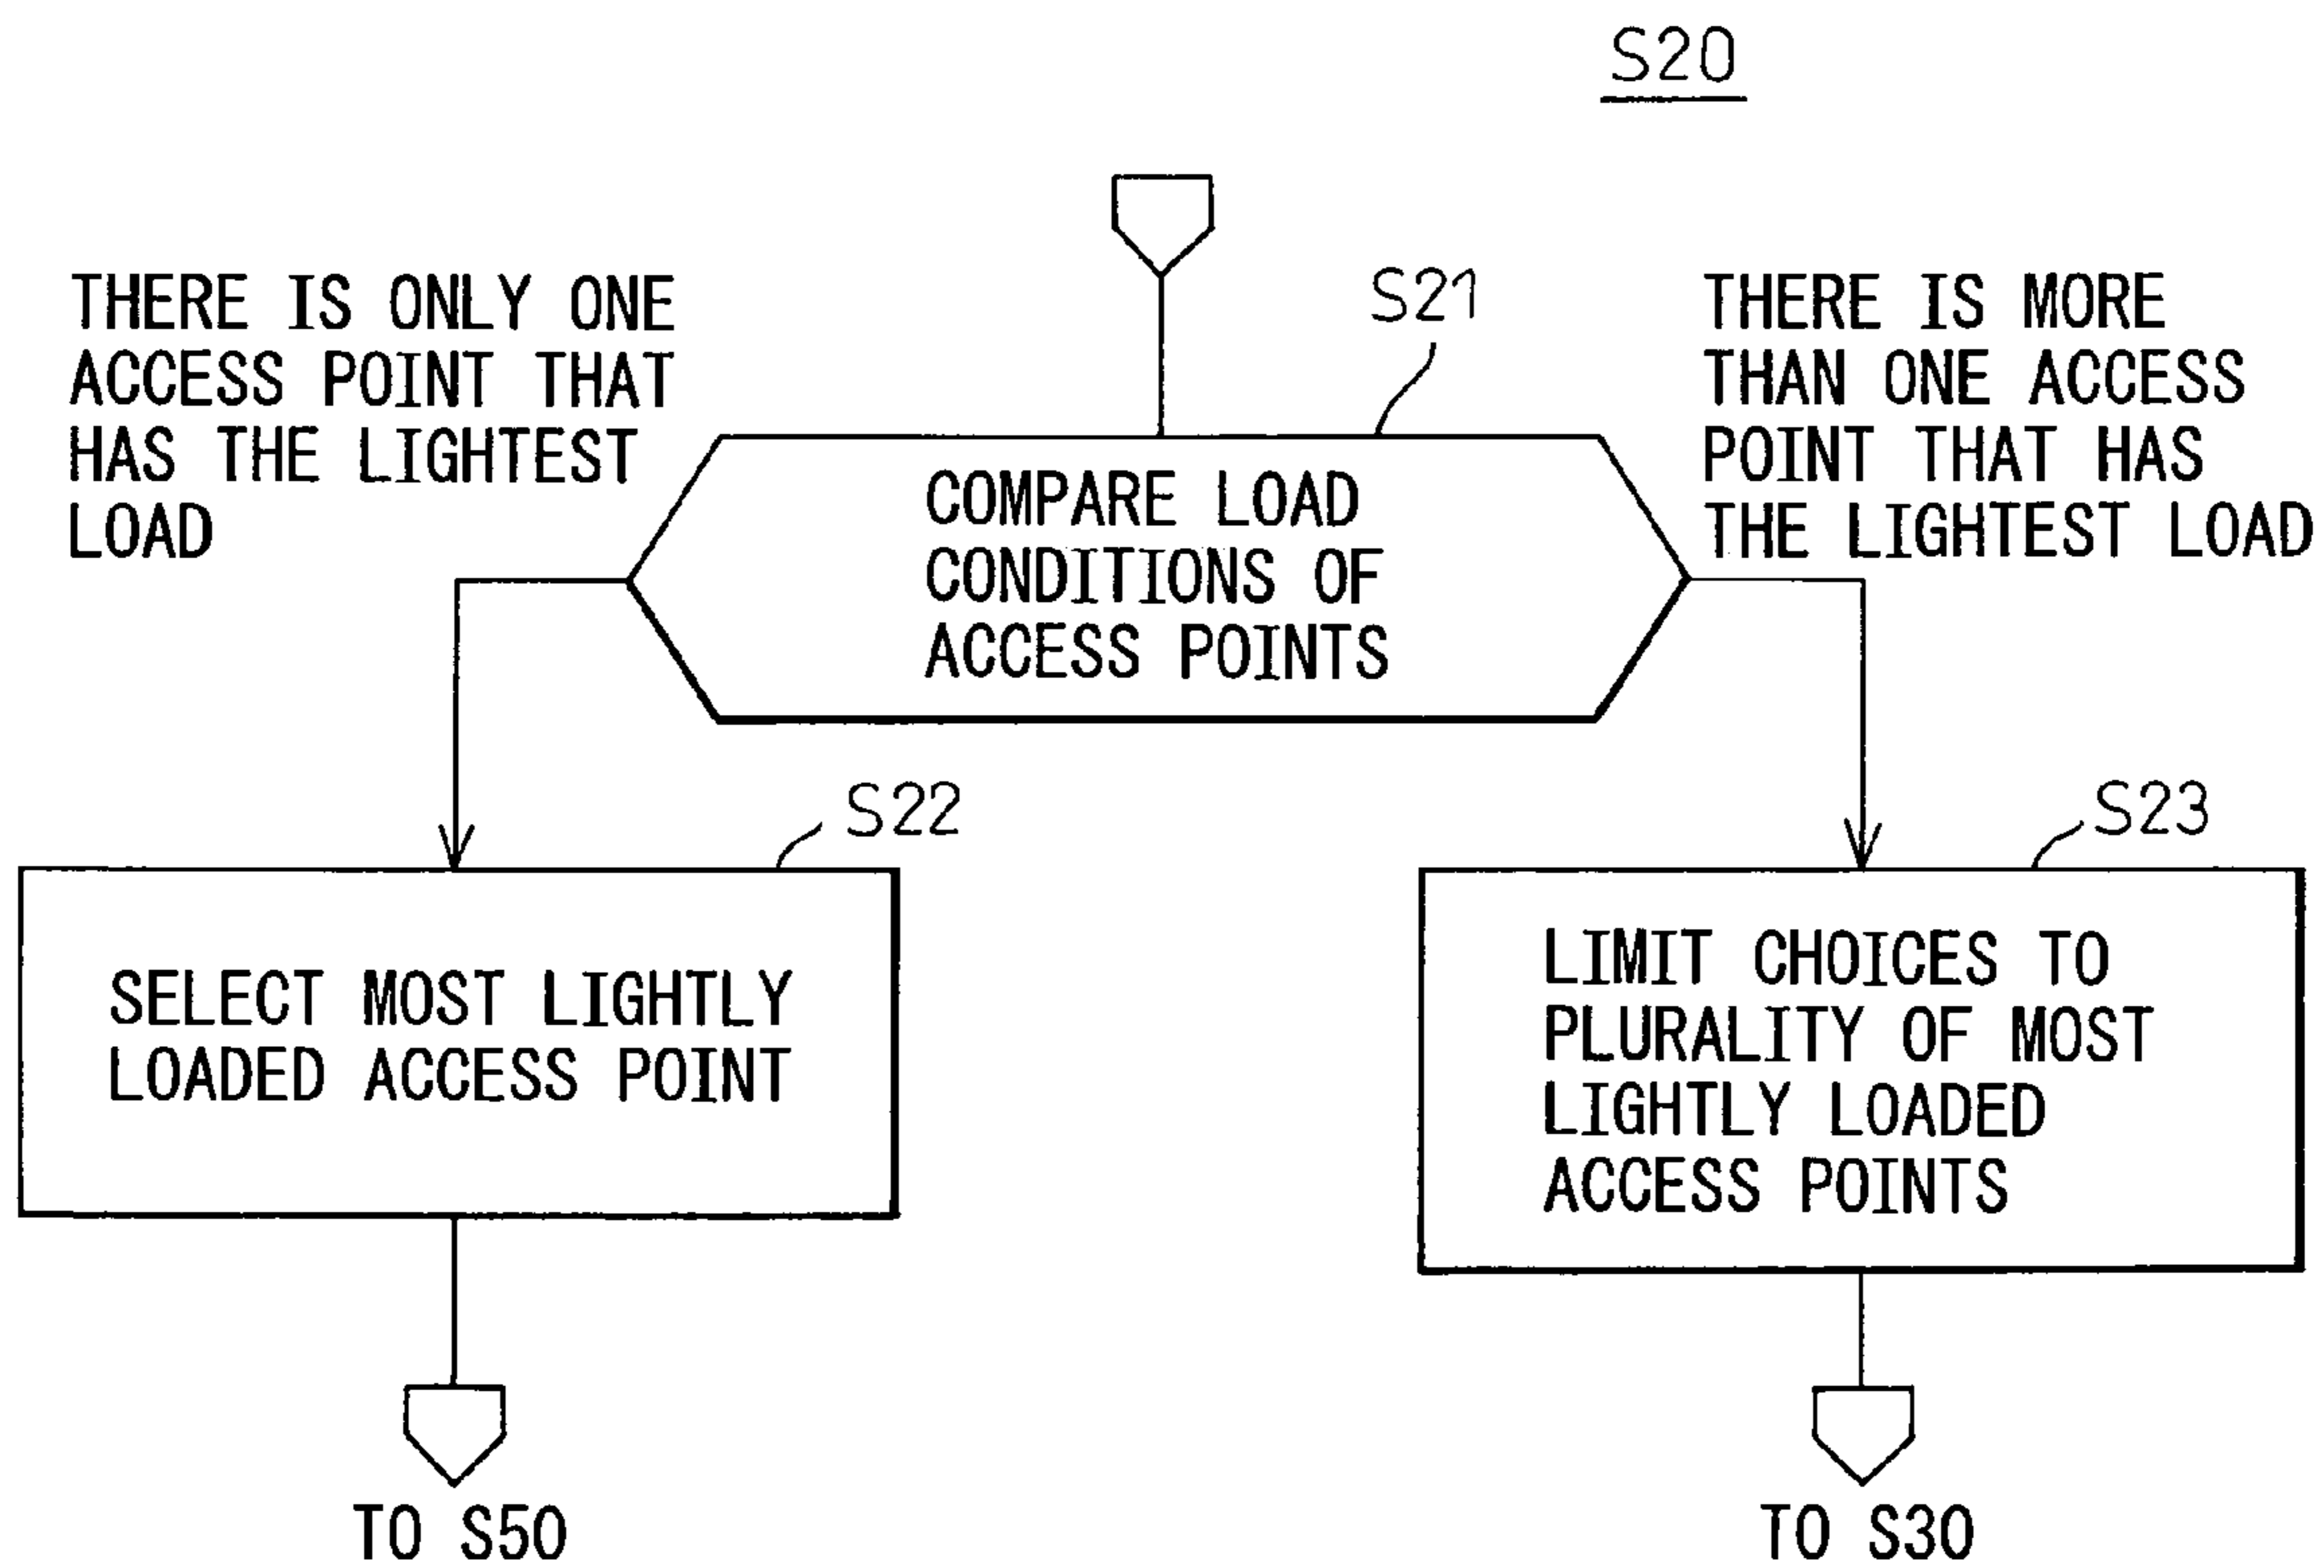 S20
THERE IS ONLY ONE
ACCESS POINT THAT
HAS THE LIGHTEST
LOAD
S21
THERE IS MORE
THAN ONE ACCESS
POINT THAT HAS
THE LIGHTEST LOAD
COMPARE LOAD
CONDITIONS OF
ACCESS POINTS
S22
SELECT MOST LIGHTLY
LOADED ACCESS POINT
S23
LIMIT CHOICES TO
PLURALITY OF MOST
LIGHTLY LOADED
ACCESS POINTS
TO S50
TO S30